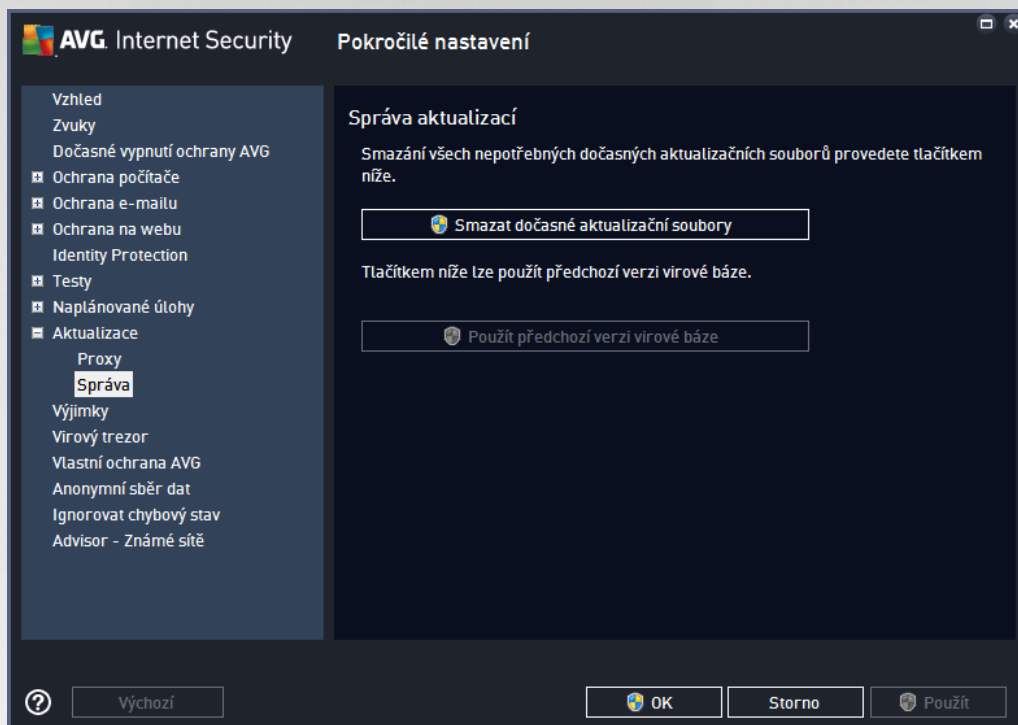 AVG. Internet Security
Pokročilé nastavení
Vzhled
Zvuky
Dočasné vypnutí ochrany AVG
Ochrana počítače
Ochrana e-mailu
Ochrana na webu
Identity Protection
Testy
Naplánované úlohy
Aktualizace
Proxy
Správa
Výjimky
Virový trezor
Vlastní ochrana AVG
Anonymní sběr dat
Ignorovat chybový stav
Advisor - Známé sítě
Správa aktualizací
Smazání všech nepotřebných dočasných aktualizačních souborů provedete tlačítkem
níže.
Smazat dočasné aktualizační soubory
Tlačítkem níže lze použít předchozí verzi virové báze.
Použít předchozí verzi virové báze
Výchozí
OK
Storno
Použít